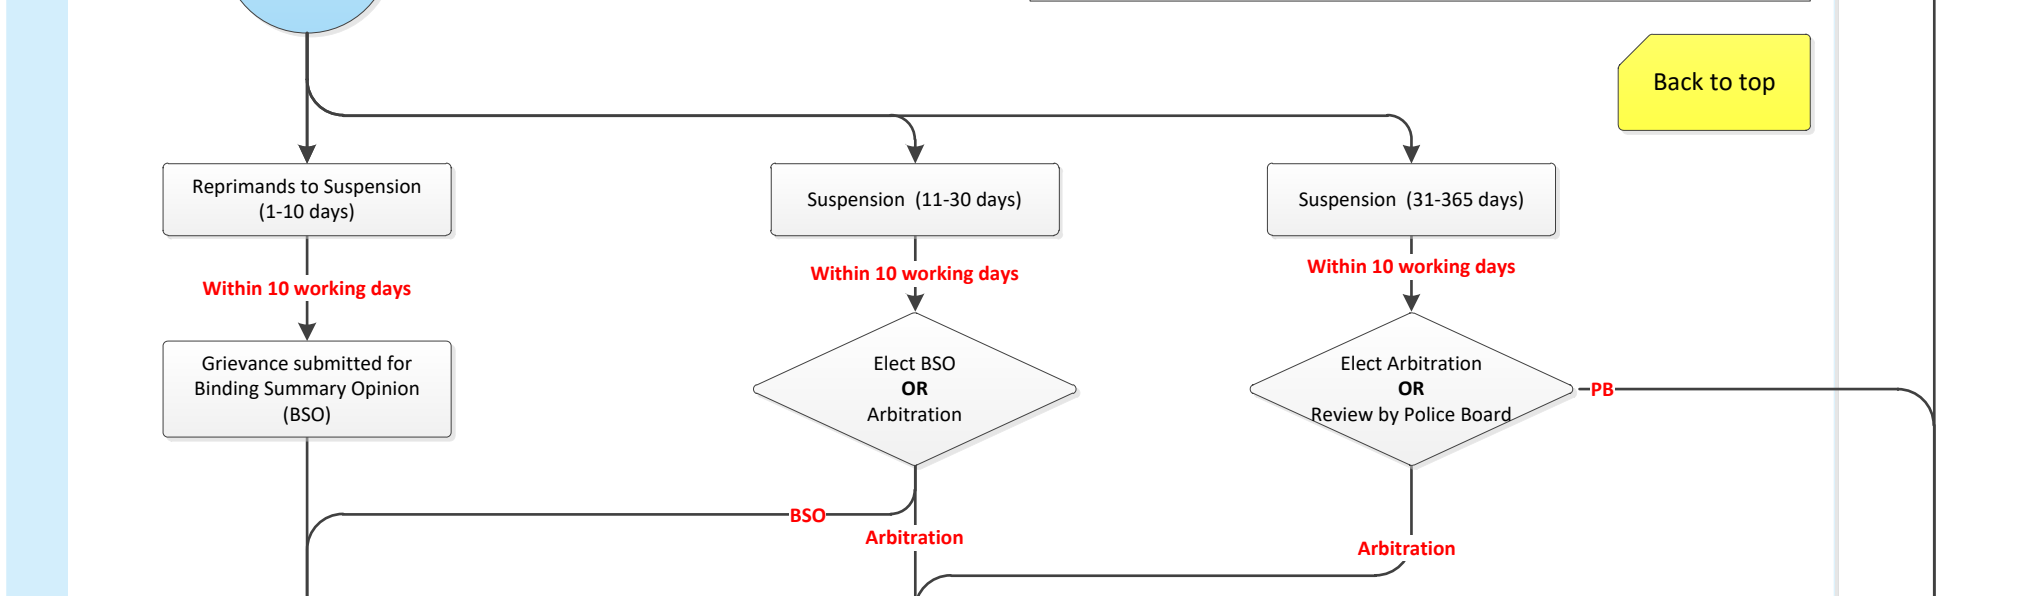 Back to top
Reprimands to Suspension
(1-10 days)
Suspension  (11-30 days)
Suspension  (31-365 days)
Within 10 working days
Within 10 working days
Within 10 working days
Grievance submitted for
Binding Summary Opinion
(BSO)
Elect BSO
OR
Arbitration
Elect Arbitration
OR
Review by Police Board
PB
BSO
Arbitration
Arbitration